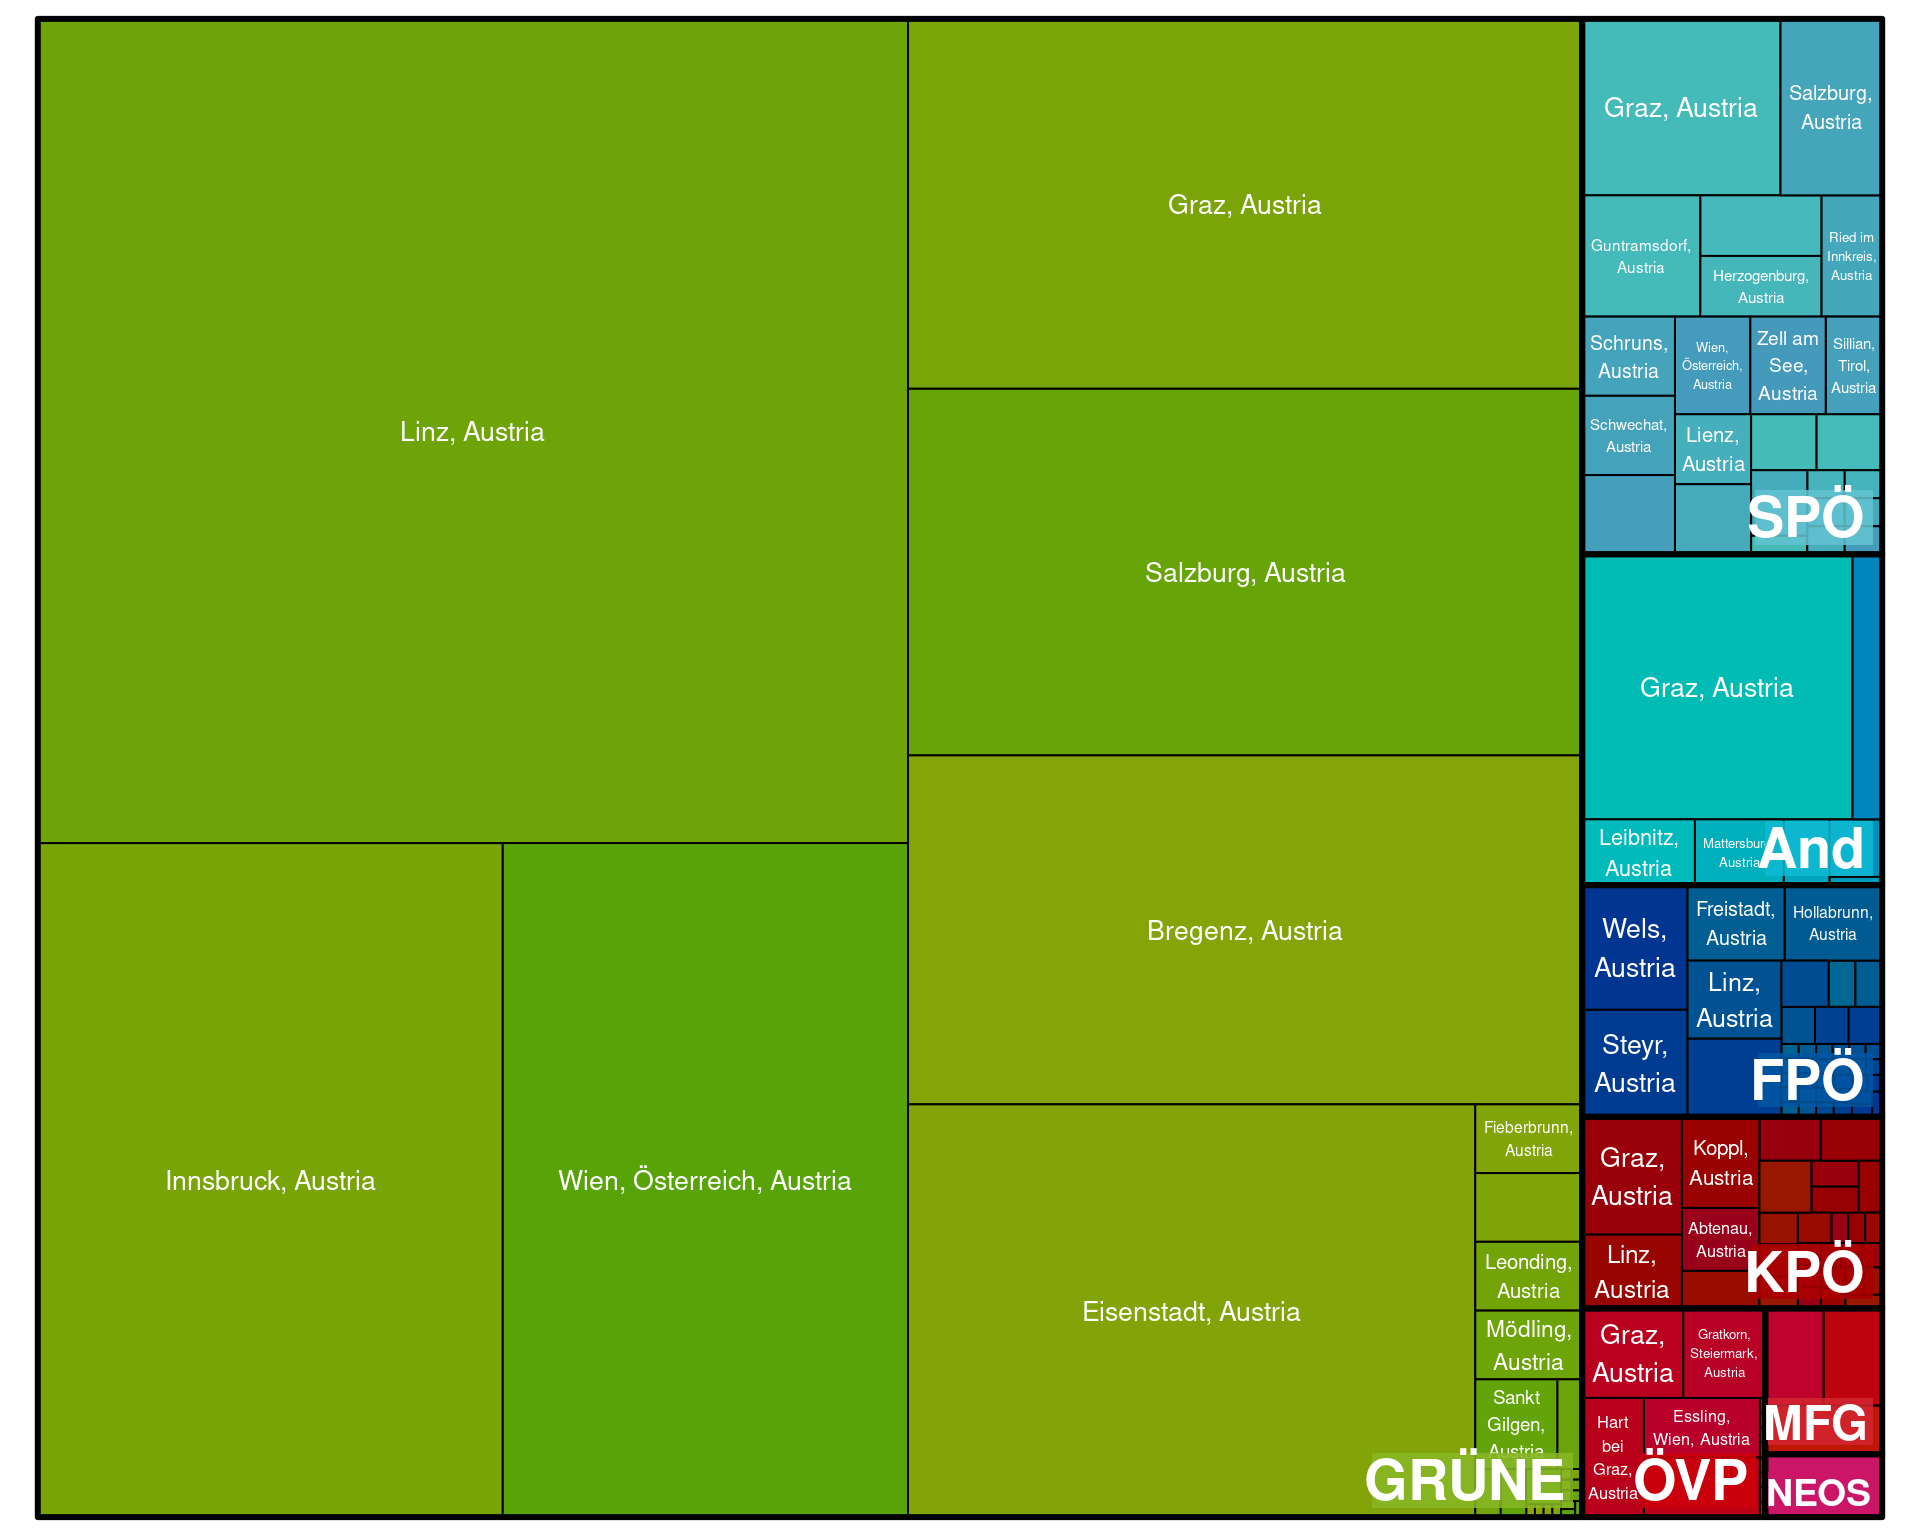 Linz, Austria
Innsbruck, Austria
Wien, Österreich, Austria
Graz, Austria
Salzburg, Austria
Bregenz, Austria
Eisenstadt, Austria
Fieberbrunn,
Austria
Leonding,
Austria
Mödling,
Austria
Sankt
Gilgen,
Austria
GRÜNE
Graz, Austria
Salzburg,
Austria
Guntramsdorf,
Austria
Herzogenburg,
Austria
Ried im
Innkreis,
Austria
Schruns,
Austria
Wien,
Österreich,
Austria
Zell am
See,
Austria
Sillian,
Tirol,
Austria
Schwechat,
Austria
Lienz,
Austria
SPÖ
Graz, Austria
Leibnitz,
Austria
Mattersbur
Austria
And
Wels,
Austria
Freistadt,
Austria
Hollabrunn,
Austria
Linz,
Austria
Steyr,
Austria
FPÖ
Graz,
Austria
Koppl,
Austria
Abtenau,
Austria
Linz,
Austria
KPÖ
Graz,
Austria
Gratkorn,
Steiermark,
Austria
Hart
bei
Graz,
Austria
Essling,
Wien, Austria
ÖVP
MFG
NEOS